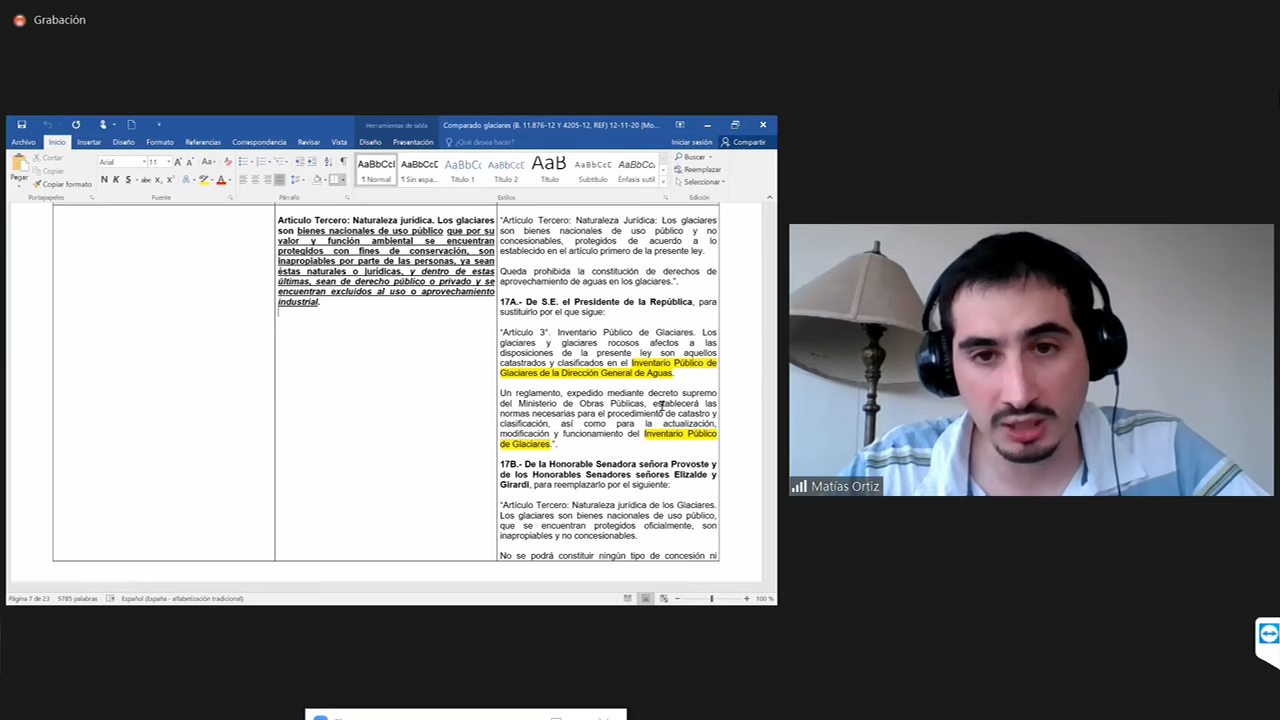 Grabación
Herramientas de tabla
Comparado glaciares (B. 11.876-12 Y 4205-12, REF) 12-11-20 [Mo...
Archivo Inicio Insertar Diseño Formato Referencias Correspondencia Revisar Vista Diseño Presentación ¿Qué desea hacer? Iniciar sesión Compartir
Pegar
Cortar
Copiar
Copiar formato
Arial 11
N K S abc x₂ x² A
AaBbCcI AaBbCcD AaBbCc AaBbCcD AaB AaBbCcD AaBbCc
¶ Normal ¶ Sin espa... Título 1 Título 2 Título Subtítulo Énfasis sutil
Buscar
Reemplazar
Seleccionar
Portapapeles Fuente Párrafo Estilos Edición
Artículo Tercero: Naturaleza jurídica. Los glaciares
son bienes nacionales de uso público que por su
valor y función ambiental se encuentran
protegidos con fines de conservación, son
inapropiables por parte de las personas, ya sean
éstas naturales o jurídicas, y dentro de estas
últimas, sean de derecho público o privado y se
encuentran excluidos al uso o aprovechamiento
industrial.
"Artículo Tercero: Naturaleza Jurídica: Los glaciares
son bienes nacionales de uso público y no
concesionables, protegidos de acuerdo a lo
establecido en el artículo primero de la presente ley.
Queda prohibida la constitución de derechos de
aprovechamiento de aguas en los glaciares.".
17A.- De S.E. el Presidente de la República, para
sustituirlo por el que sigue:
"Artículo 3°. Inventario Público de Glaciares. Los
glaciares y glaciares rocosos afectos a las
disposiciones de la presente ley son aquellos
catastrados y clasificados en el Inventario Público de
Glaciares de la Dirección General de Aguas.
Un reglamento, expedido mediante decreto supremo
del Ministerio de Obras Públicas, establecerá las
normas necesarias para el procedimiento de catastro y
clasificación, así como para la actualización,
modificación y funcionamiento del Inventario Público
de Glaciares.".
17B.- De la Honorable Senadora señora Provoste y
de los Honorables Senadores señores Elizalde y
Girardi, para reemplazarlo por el siguiente:
"Artículo Tercero: Naturaleza jurídica de los Glaciares.
Los glaciares son bienes nacionales de uso público,
que se encuentran protegidos oficialmente, son
inapropiables y no concesionables.
No se podrá constituir ningún tipo de concesión ni
Página 7 de 23 5785 palabras Español (España - alfabetización tradicional) 100 %
Matías Ortiz